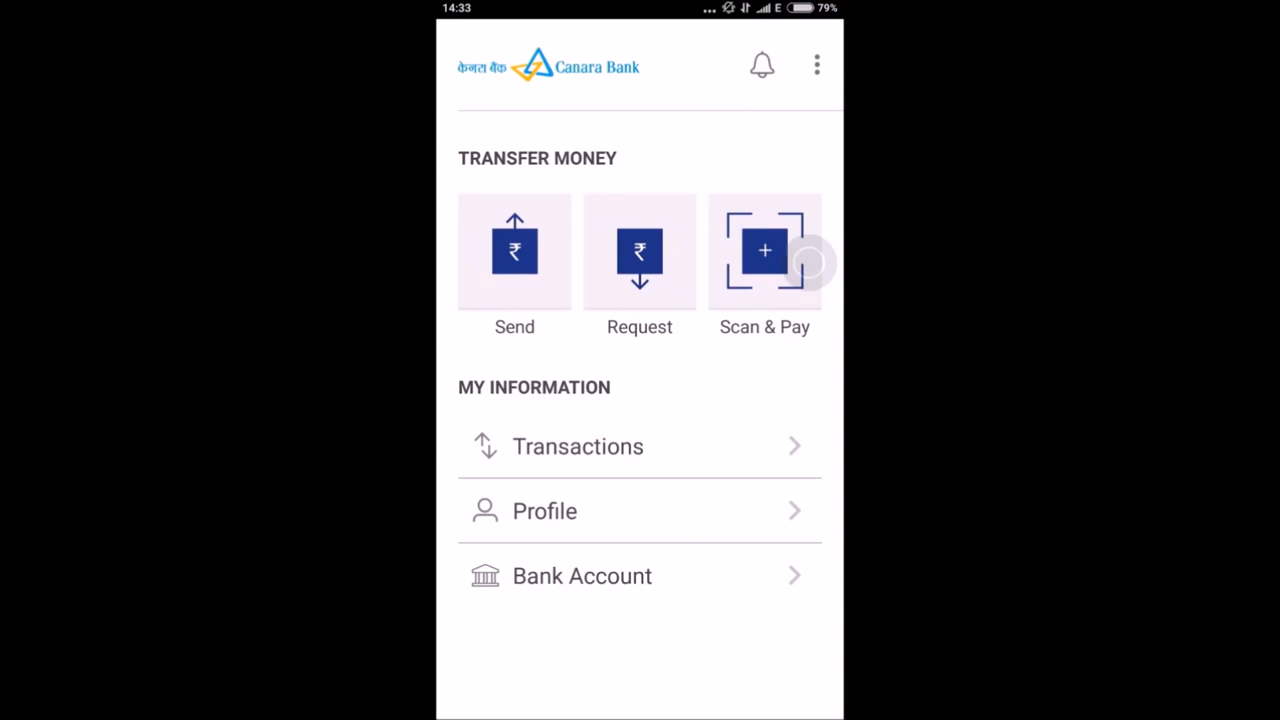 14:33 ... E 79%
केनरा बैंक Canara Bank
TRANSFER MONEY
₹ ₹ +
Send Request Scan & Pay
MY INFORMATION
Transactions
Profile
Bank Account